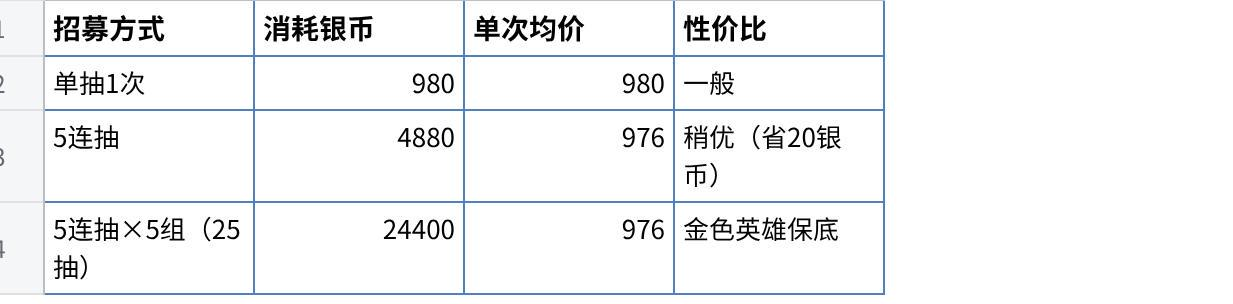 招募方式 消耗银币 单次均价 性价比
2 单抽1次 980 980 一般
5连抽 4880 976 稍优（省20银
币）
5连抽×5组（25 24400 976 金色英雄保底
抽）